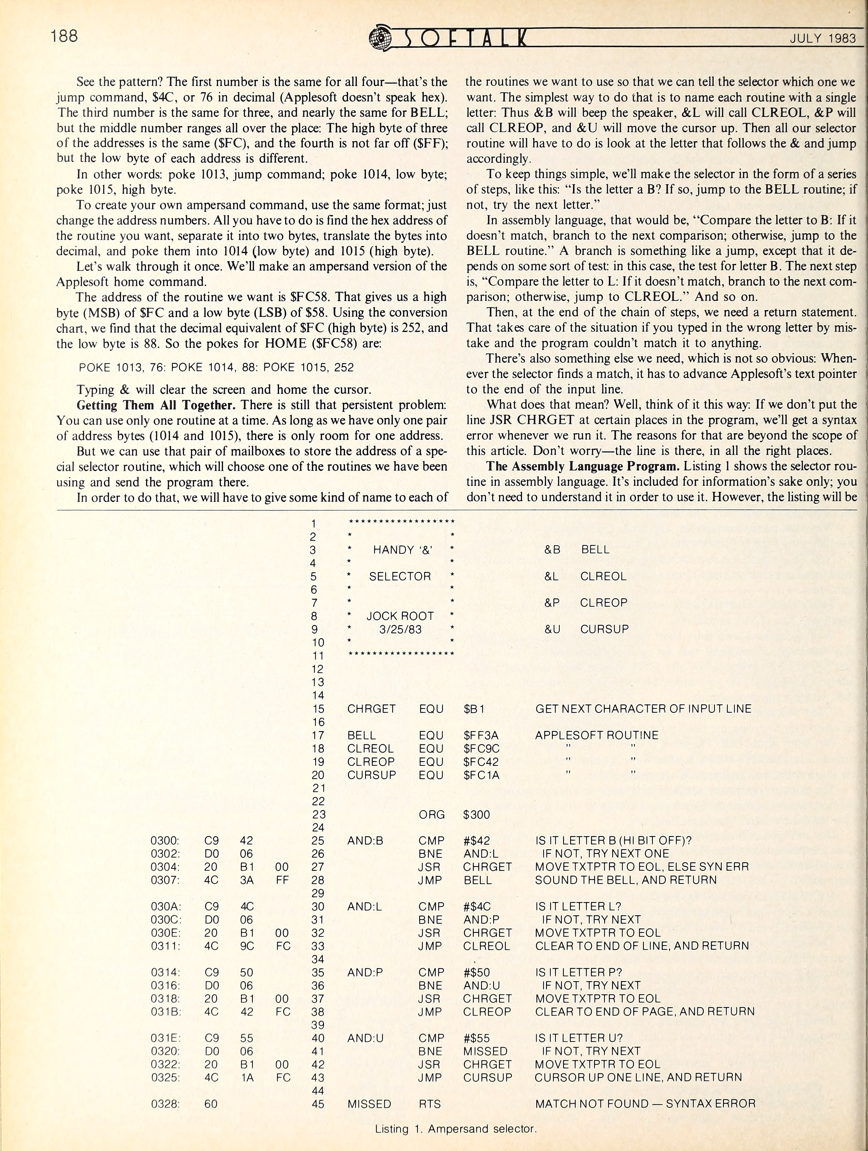 188
SOFTALK
JULY 1983
See the pattern? The first number is the same for all four—that's the
jump command, $4C, or 76 in decimal (Applesoft doesn't speak hex).
The third number is the same for three, and nearly the same for BELL;
but the middle number ranges all over the place: The high byte of three
of the addresses is the same ($FC), and the fourth is not far off ($FF);
but the low byte of each address is different.
In other words: poke 1013, jump command; poke 1014, low byte;
poke 1015, high byte.
To create your own ampersand command, use the same format; just
change the address numbers. All you have to do is find the hex address of
the routine you want, separate it into two bytes, translate the bytes into
decimal, and poke them into 1014 (low byte) and 1015 (high byte).
Let's walk through it once. We'll make an ampersand version of the
Applesoft home command.
The address of the routine we want is $FC58. That gives us a high
byte (MSB) of $FC and a low byte (LSB) of $58. Using the conversion
chart, we find that the decimal equivalent of $FC (high byte) is 252, and
the low byte is 88. So the pokes for HOME ($FC58) are:
POKE 1013, 76: POKE 1014, 88: POKE 1015, 252
Typing & will clear the screen and home the cursor.
Getting Them All Together. There is still that persistent problem:
You can use only one routine at a time. As long as we have only one pair
of address bytes (1014 and 1015), there is only room for one address.
But we can use that pair of mailboxes to store the address of a spe-
cial selector routine, which will choose one of the routines we have been
using and send the program there.
In order to do that, we will have to give some kind of name to each of
the routines we want to use so that we can tell the selector which one we
want. The simplest way to do that is to name each routine with a single
letter: Thus &B will beep the speaker, &L will call CLREOL, &P will
call CLREOP, and &U will move the cursor up. Then all our selector
routine will have to do is look at the letter that follows the & and jump
accordingly.
To keep things simple, we'll make the selector in the form of a series
of steps, like this: "Is the letter a B? If so, jump to the BELL routine; if
not, try the next letter."
In assembly language, that would be, "Compare the letter to B: If it
doesn't match, branch to the next comparison; otherwise, jump to the
BELL routine." A branch is something like a jump, except that it de-
pends on some sort of test: in this case, the test for letter B. The next step
is, "Compare the letter to L: If it doesn't match, branch to the next com-
parison; otherwise, jump to CLREOL." And so on.
Then, at the end of the chain of steps, we need a return statement.
That takes care of the situation if you typed in the wrong letter by mis-
take and the program couldn't match it to anything.
There's also something else we need, which is not so obvious: When-
ever the selector finds a match, it has to advance Applesoft's text pointer
to the end of the input line.
What does that mean? Well, think of it this way: If we don't put the
line JSR CHRGET at certain places in the program, we'll get a syntax
error whenever we run it. The reasons for that are beyond the scope of
this article. Don't worry—the line is there, in all the right places.
The Assembly Language Program. Listing 1 shows the selector rou-
tine in assembly language. It's included for information's sake only; you
don't need to understand it in order to use it. However, the listing will be
1 ******************
2 * *
3 * HANDY '&' * &B BELL
4 * *
5 * SELECTOR * &L CLREOL
6 * *
7 * * &P CLREOP
8 * JOCK ROOT *
9 * 3/25/83 * &U CURSUP
10 * *
11 ******************
12
13
14
15 CHRGET EQU $B1 GET NEXT CHARACTER OF INPUT LINE
16
17 BELL EQU $FF3A APPLESOFT ROUTINE
18 CLREOL EQU $FC9C " "
19 CLREOP EQU $FC42 " "
20 CURSUP EQU $FC1A " "
21
22
23 ORG $300
24
0300: C9 42 25 AND:B CMP #$42 IS IT LETTER B (HI BIT OFF)?
0302: D0 06 26 BNE AND:L IF NOT, TRY NEXT ONE
0304: 20 B1 00 27 JSR CHRGET MOVE TXTPTR TO EOL, ELSE SYN ERR
0307: 4C 3A FF 28 JMP BELL SOUND THE BELL, AND RETURN
29
030A: C9 4C 30 AND:L CMP #$4C IS IT LETTER L?
030C: D0 06 31 BNE AND:P IF NOT, TRY NEXT
030E: 20 B1 00 32 JSR CHRGET MOVE TXTPTR TO EOL
0311: 4C 9C FC 33 JMP CLREOL CLEAR TO END OF LINE, AND RETURN
34
0314: C9 50 35 AND:P CMP #$50 IS IT LETTER P?
0316: D0 06 36 BNE AND:U IF NOT, TRY NEXT
0318: 20 B1 00 37 JSR CHRGET MOVE TXTPTR TO EOL
031B: 4C 42 FC 38 JMP CLREOP CLEAR TO END OF PAGE, AND RETURN
39
031E: C9 55 40 AND:U CMP #$55 IS IT LETTER U?
0320: D0 06 41 BNE MISSED IF NOT, TRY NEXT
0322: 20 B1 00 42 JSR CHRGET MOVE TXTPTR TO EOL
0325: 4C 1A FC 43 JMP CURSUP CURSOR UP ONE LINE, AND RETURN
44
0328: 60 45 MISSED RTS MATCH NOT FOUND — SYNTAX ERROR
Listing 1. Ampersand selector.